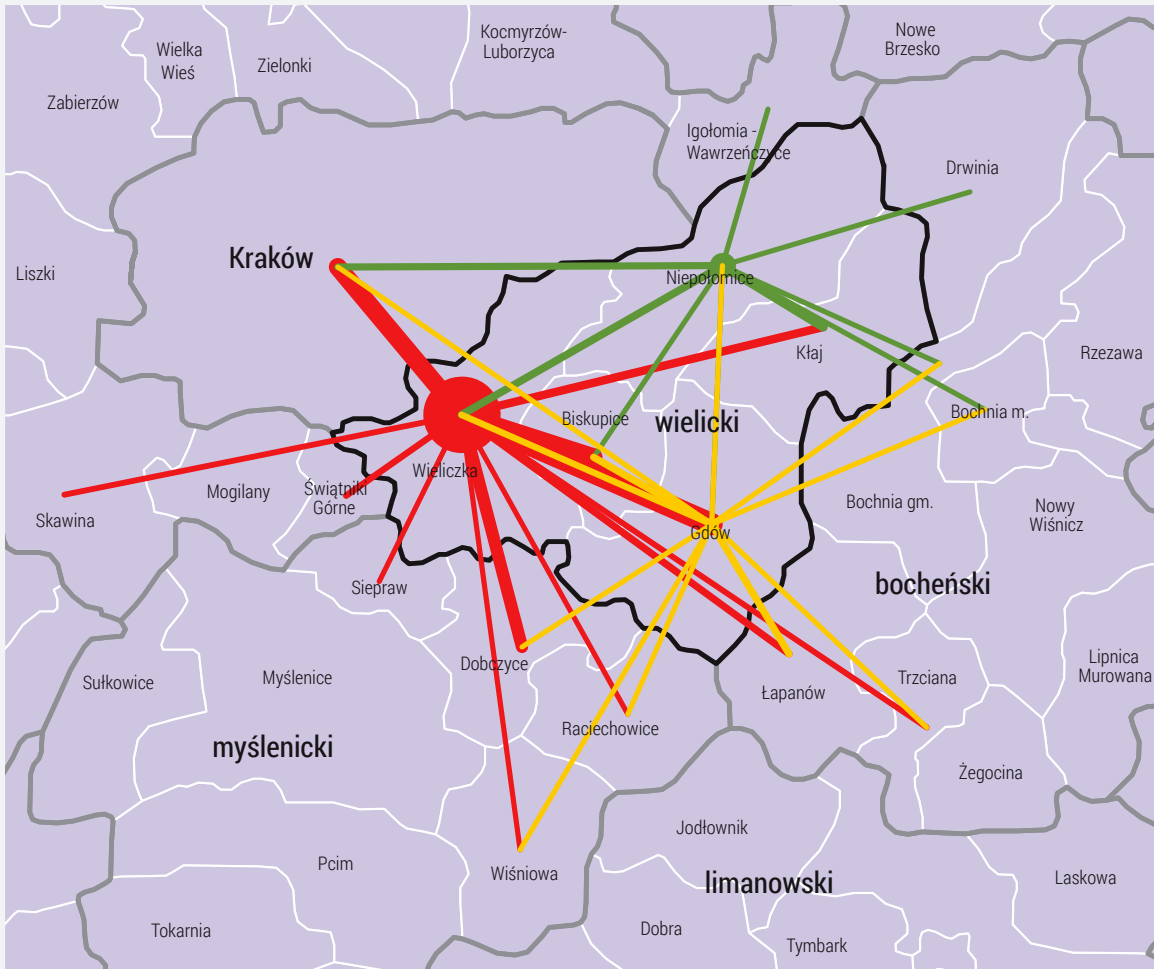 Kocmyrzów-
Luborzyca
Nowe
Brzesko
Wielka
Wieś
Zielonki
Zabierzów
Igołomia -
Wawrzeńczyce
Drwinia
Kraków
Liszki
Niepołomice
Kłaj
Rzezawa
Biskupice
wielicki
Bochnia m.
Wieliczka
Mogilany
Świątniki
Górne
Skawina
Bochnia gm.
Nowy
Wiśnicz
Gdów
Siepraw
bocheński
Dobczyce
Sułkowice
Myślenice
Łapanów
Trzciana
Lipnica
Murowana
Raciechowice
myślenicki
Żegocina
Jodłownik
Pcim
Wiśniowa
limanowski
Laskowa
Tokarnia
Dobra
Tymbark